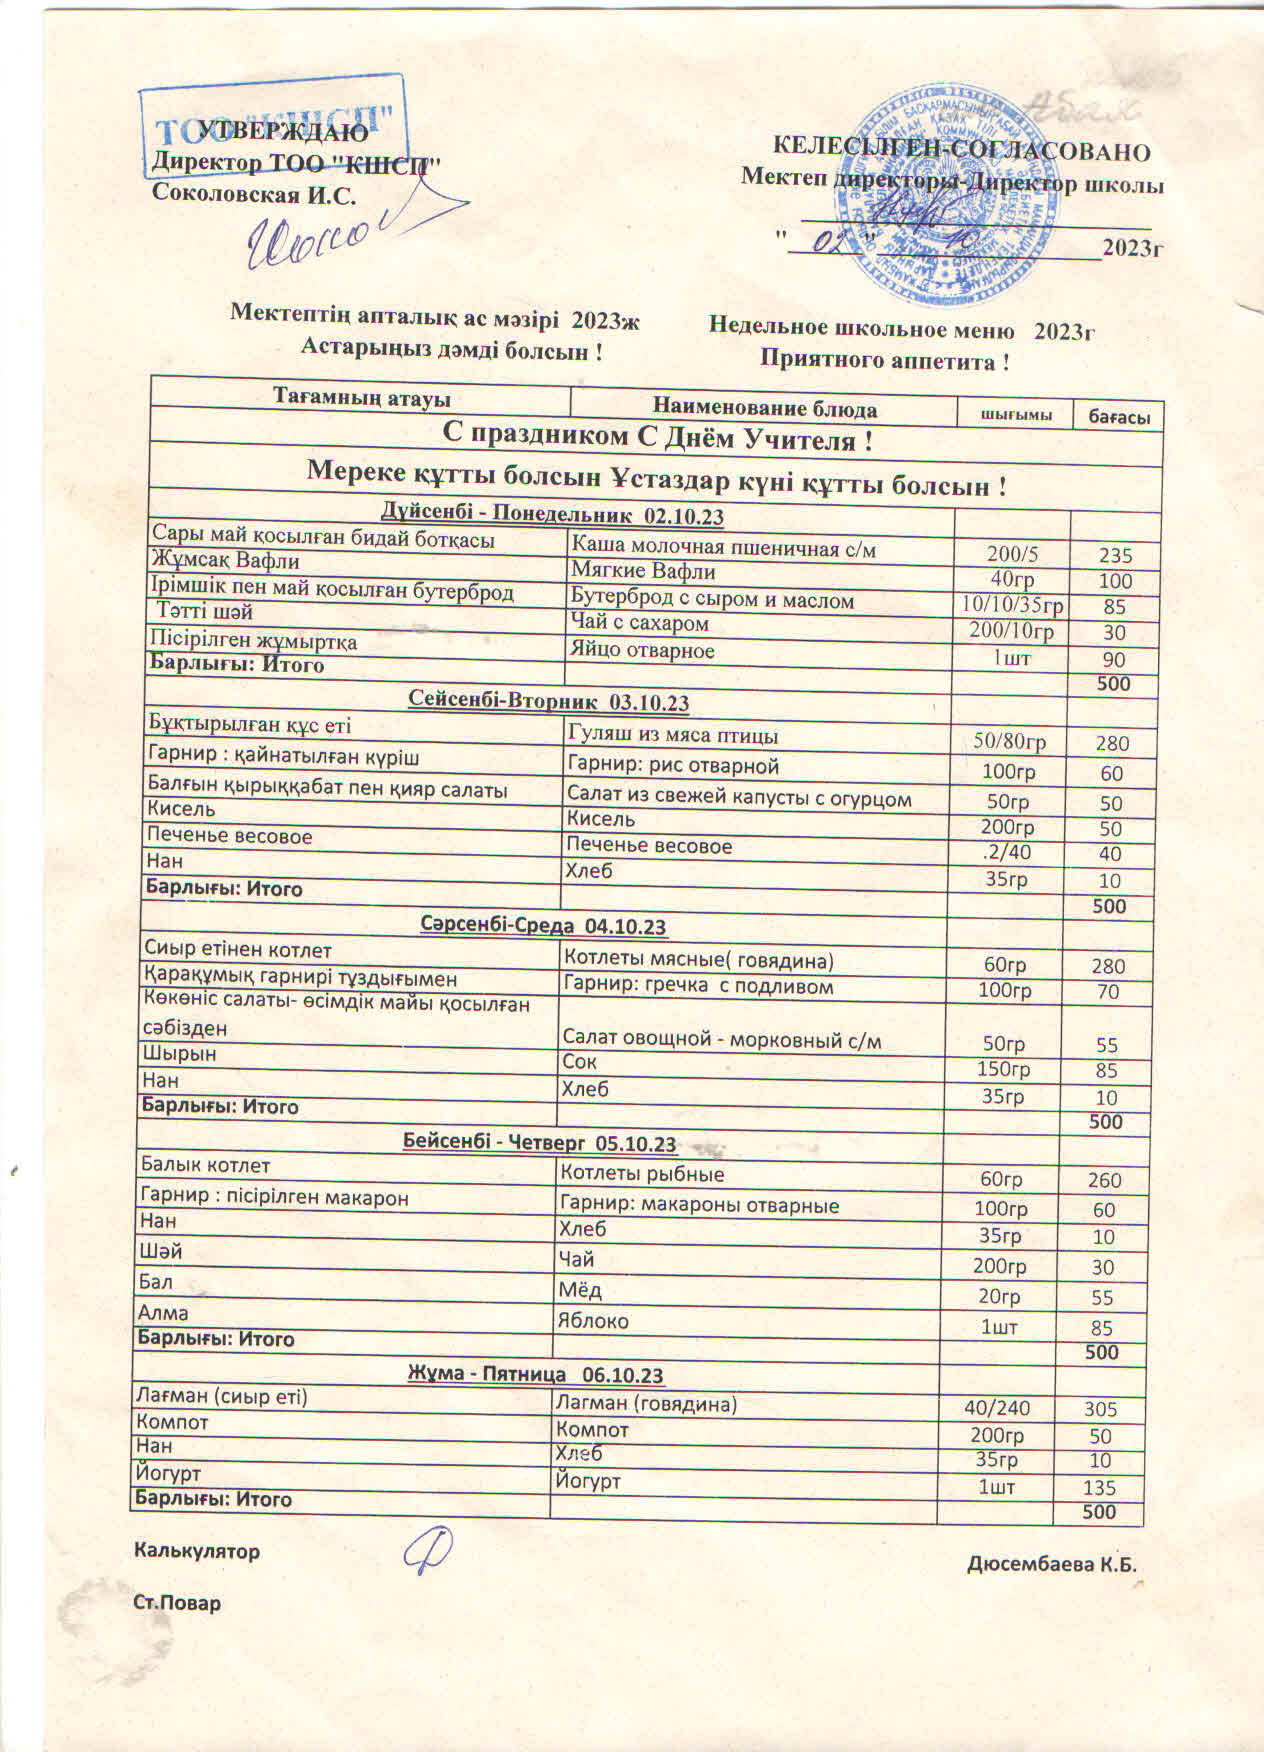 ТОО "КШСП"
УТВЕРЖДАЮ
Директор ТОО "КШСП"
Соколовская И.С.
Абая
КЕЛЕСІЛГЕН-СОГЛАСОВАНО
Мектеп директоры-Директор школы
"02" 10 2023г
Мектептің апталық ас мәзірі 2023ж Недельное школьное меню 2023г
Астарыңыз дәмді болсын ! Приятного аппетита !
Тағамның атауы Наименование блюда шығымы бағасы
С праздником С Днём Учителя !
Мереке құтты болсын Ұстаздар күні құтты болсын !
Дүйсенбі - Понедельник 02.10.23
Сары май қосылған бидай ботқасы Каша молочная пшеничная с/м 200/5 235
Жұмсақ Вафли Мягкие Вафли 40гр 100
Ірімшік пен май қосылған бутерброд Бутерброд с сыром и маслом 10/10/35гр 85
Тәтті шәй Чай с сахаром 200/10гр 30
Пісірілген жұмыртқа Яйцо отварное 1шт 90
Барлығы: Итого 500
Сейсенбі-Вторник 03.10.23
Бұқтырылған құс еті Гуляш из мяса птицы 50/80гр 280
Гарнир : қайнатылған күріш Гарнир: рис отварной 100гр 60
Балғын қырыққабат пен қияр салаты Салат из свежей капусты с огурцом 50гр 50
Кисель Кисель 200гр 50
Печенье весовое Печенье весовое .2/40 40
Нан Хлеб 35гр 10
Барлығы: Итого 500
Сәрсенбі-Среда 04.10.23
Сиыр етінен котлет Котлеты мясные( говядина) 60гр 280
Қарақұмық гарнирі тұздығымен Гарнир: гречка с подливом 100гр 70
Көкөніс салаты- өсімдік майы қосылған
сәбізден Салат овощной - морковный с/м 50гр 55
Шырын Сок 150гр 85
Нан Хлеб 35гр 10
Барлығы: Итого 500
Бейсенбі - Четверг 05.10.23
Балык котлет Котлеты рыбные 60гр 260
Гарнир : пісірілген макарон Гарнир: макароны отварные 100гр 60
Нан Хлеб 35гр 10
Шәй Чай 200гр 30
Бал Мёд 20гр 55
Алма Яблоко 1шт 85
Барлығы: Итого 500
Жұма - Пятница 06.10.23
Лағман (сиыр еті) Лагман (говядина) 40/240 305
Компот Компот 200гр 50
Нан Хлеб 35гр 10
Йогурт Йогурт 1шт 135
Барлығы: Итого 500
Калькулятор Дюсембаева К.Б.
Ст.Повар